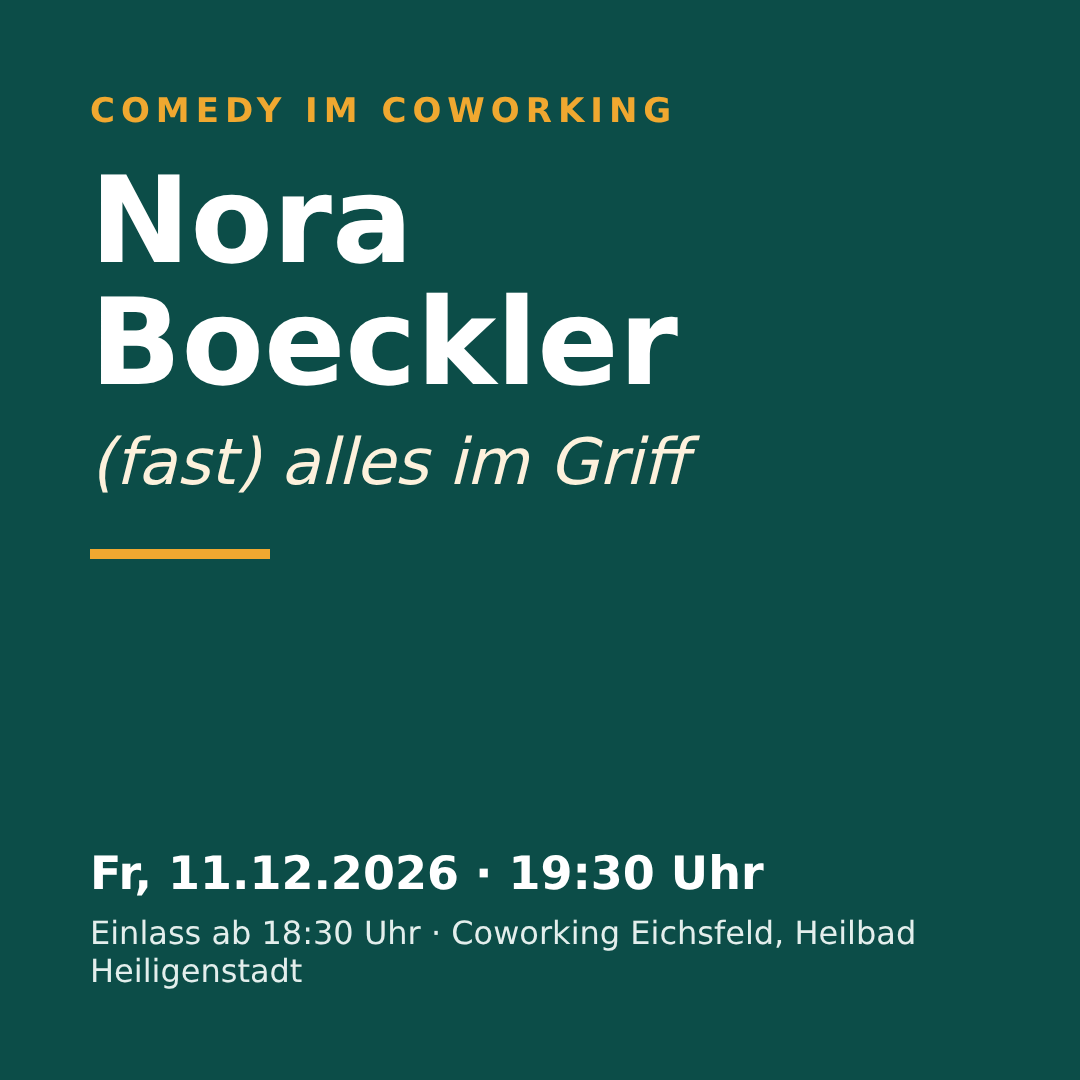 COMEDY IM COWORKING
Nora
Boeckler
(fast) alles im Griff
Fr, 11.12.2026 · 19:30 Uhr
Einlass ab 18:30 Uhr · Coworking Eichsfeld, Heilbad
Heiligenstadt